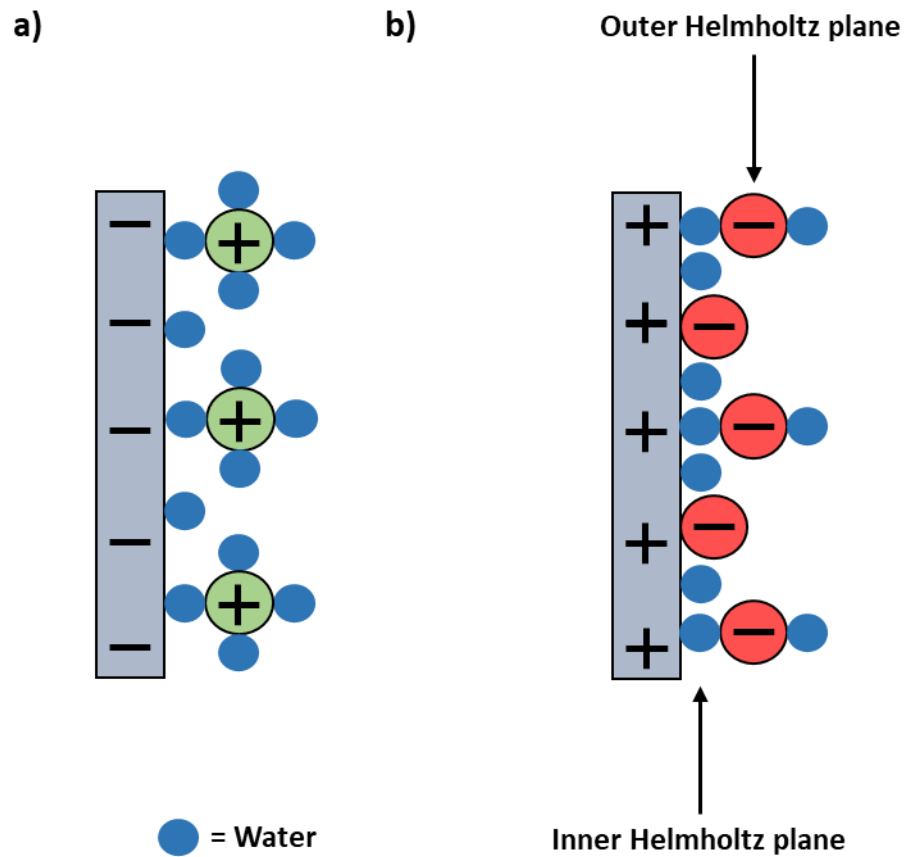 a)
b)
Outer Helmholtz plane
= Water
Inner Helmholtz plane